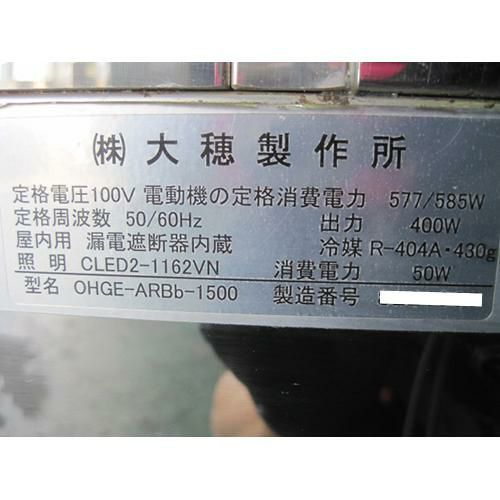 ㈱大穂製作所
定格電圧100V 電動機の定格消費電力 577/585W
定格周波数 50/60Hz 出力 400W
屋内用 漏電遮断器内蔵 冷媒 R-404A・430g
照明 CLED2-1162VN 消費電力 50W
型名 OHGE-ARBb-1500 製造番号